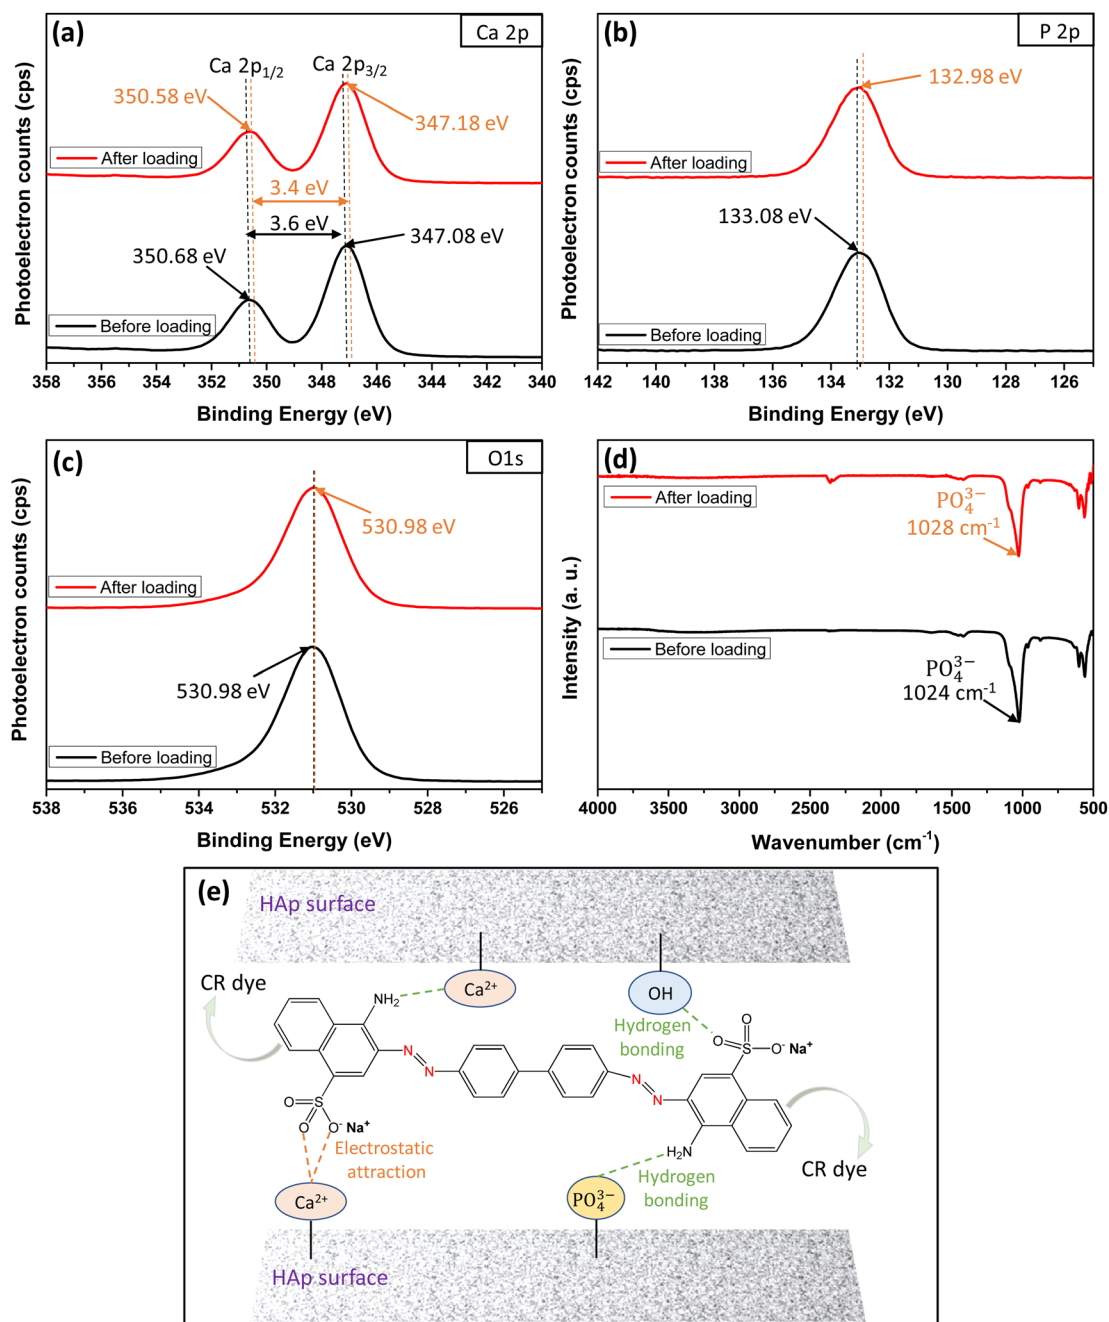 (a)
Ca 2p
Ca 2p1/2
Ca 2p3/2
350.58 eV
347.18 eV
After loading
3.4 eV
3.6 eV
350.68 eV
347.08 eV
Before loading
Photoelectron counts (cps)
358 356 354 352 350 348 346 344 342 340
Binding Energy (eV)
(b)
P 2p
132.98 eV
After loading
133.08 eV
Before loading
Photoelectron counts (cps)
142 140 138 136 134 132 130 128 126
Binding Energy (eV)
(c)
O1s
530.98 eV
After loading
530.98 eV
Before loading
Photoelectron counts (cps)
538 536 534 532 530 528 526
Binding Energy (eV)
(d)
After loading
PO₄³⁻
1028 cm⁻¹
Before loading
PO₄³⁻
1024 cm⁻¹
Intensity (a. u.)
4000 3500 3000 2500 2000 1500 1000 500
Wavenumber (cm⁻¹)
(e)
HAp surface
CR dye
NH₂
Ca²⁺
OH
Hydrogen
bonding
O
O
S
O⁻ Na⁺
N
N
N
N
O
S
O
O⁻ Na⁺
Electrostatic
attraction
H₂N
Hydrogen
bonding
CR dye
Ca²⁺
PO₄³⁻
HAp surface